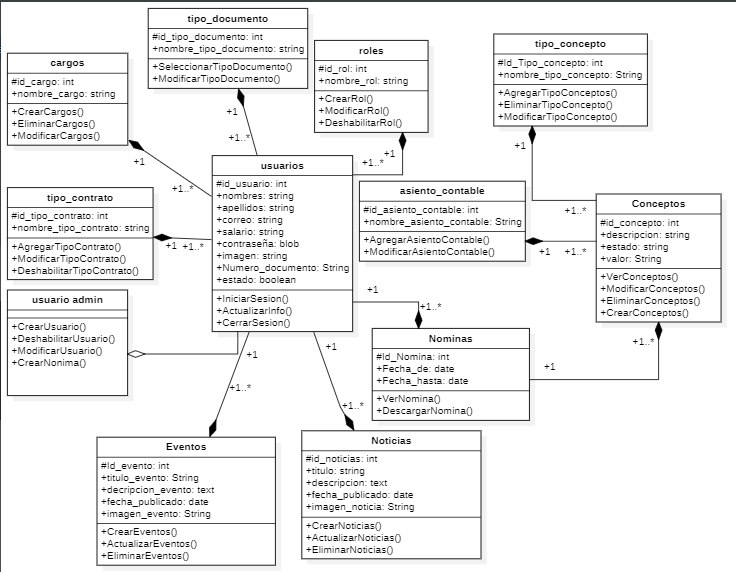 tipo_documento
#id_tipo_documento: int
+nombre_tipo_documento: string
+SeleccionarTipoDocumento()
+ModificarTipoDocumento()
roles
#id_rol: int
+nombre_rol: string
+CrearRol()
+ModificarRol()
+DeshabilitarRol()
tipo_concepto
#Id_Tipo_concepto: int
+nombre_tipo_concepto: String
+AgregarTipoConceptos()
+EliminarTipoConcepto()
+ModificarTipoConcepto()
cargos
#id_cargo: int
+nombre_cargo: string
+CrearCargos()
+EliminarCargos()
+ModificarCargos()
+1
+1..*
+1
+1..*
+1
+1..*
+1
+1..*
usuarios
#id_usuario: int
+nombres: string
+apellidos: string
+correo: string
+salario: string
+contraseña: blob
+imagen: string
+Numero_documento: String
+estado: boolean
+IniciarSesion()
+ActualizarInfo()
+CerrarSesion()
tipo_contrato
#id_tipo_contrato: int
+nombre_tipo_contrato: string
+AgregarTipoContrato()
+ModificarTipoContrato()
+DeshabilitarTipoContrato()
+1
+1..*
asiento_contable
#id_asiento_contable: int
+nombre_asiento_contable: String
+AgregarAsientoContable()
+ModificarAsientoContable()
+1
+1..*
Conceptos
#id_concepto: int
+descripcion: string
+estado: string
+valor: String
+VerConceptos()
+ModificarConceptos()
+EliminarConceptos()
+CrearConceptos()
usuario admin
+CrearUsuario()
+DeshabilitarUsuario()
+ModificarUsuario()
+CrearNonima()
+1
+1..*
Nominas
#Id_Nomina: int
+Fecha_de: date
+Fecha_hasta: date
+VerNomina()
+DescargarNomina()
+1..*
+1
+1
+1..*
+1
+1..*
Eventos
#Id_evento: int
+titulo_evento: String
+decripcion_evento: text
+fecha_publicado: date
+imagen_evento: String
+CrearEventos()
+ActualizarEventos()
+EliminarEventos()
Noticias
#id_noticias: int
+titulo: string
+descripcion: text
+fecha_publicado: date
+imagen_noticia: String
+CrearNoticias()
+ActualizarNoticias()
+EliminarNoticias()